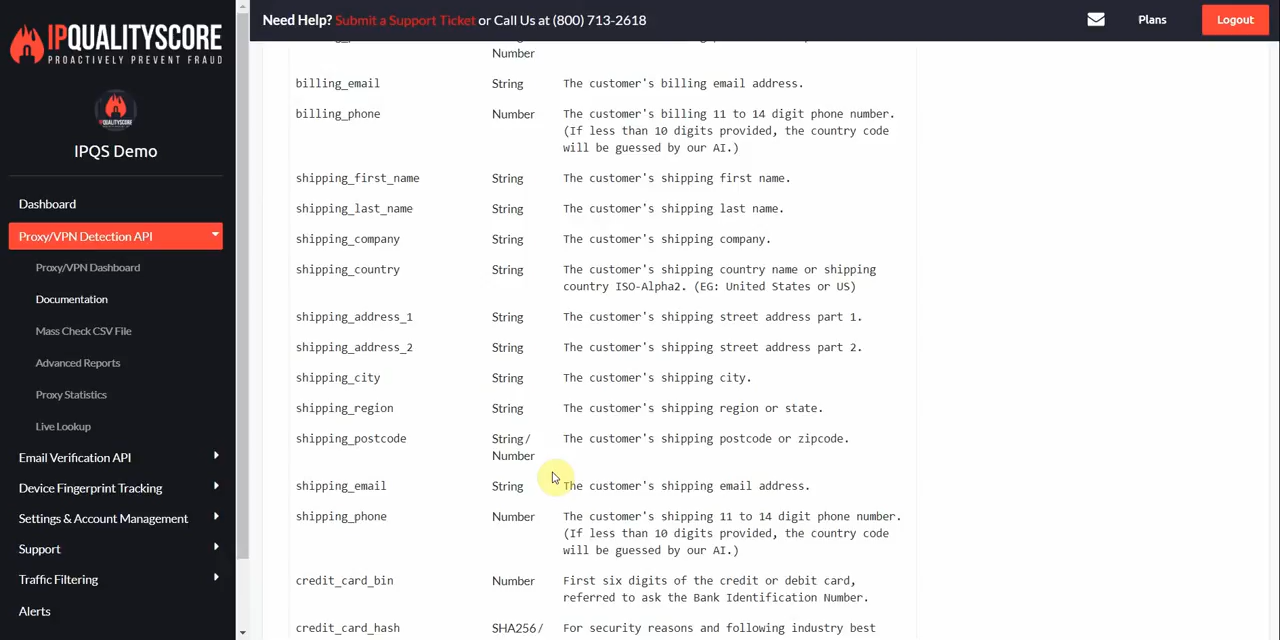 IPQUALITYSCORE
PROACTIVELY PREVENT FRAUD
IPQUALITYSCORE
IPQS Demo
Dashboard
Proxy/VPN Detection API
Proxy/VPN Dashboard
Documentation
Mass Check CSV File
Advanced Reports
Proxy Statistics
Live Lookup
Email Verification API
Device Fingerprint Tracking
Settings & Account Management
Support
Traffic Filtering
Alerts
Need Help? Submit a Support Ticket or Call Us at (800) 713-2618
Plans
Logout
Number
billing_email String The customer's billing email address.
billing_phone Number The customer's billing 11 to 14 digit phone number.
(If less than 10 digits provided, the country code
will be guessed by our AI.)
shipping_first_name String The customer's shipping first name.
shipping_last_name String The customer's shipping last name.
shipping_company String The customer's shipping company.
shipping_country String The customer's shipping country name or shipping
country ISO-Alpha2. (EG: United States or US)
shipping_address_1 String The customer's shipping street address part 1.
shipping_address_2 String The customer's shipping street address part 2.
shipping_city String The customer's shipping city.
shipping_region String The customer's shipping region or state.
shipping_postcode String / The customer's shipping postcode or zipcode.
Number
shipping_email String The customer's shipping email address.
shipping_phone Number The customer's shipping 11 to 14 digit phone number.
(If less than 10 digits provided, the country code
will be guessed by our AI.)
credit_card_bin Number First six digits of the credit or debit card,
referred to ask the Bank Identification Number.
credit_card_hash SHA256 / For security reasons and following industry best